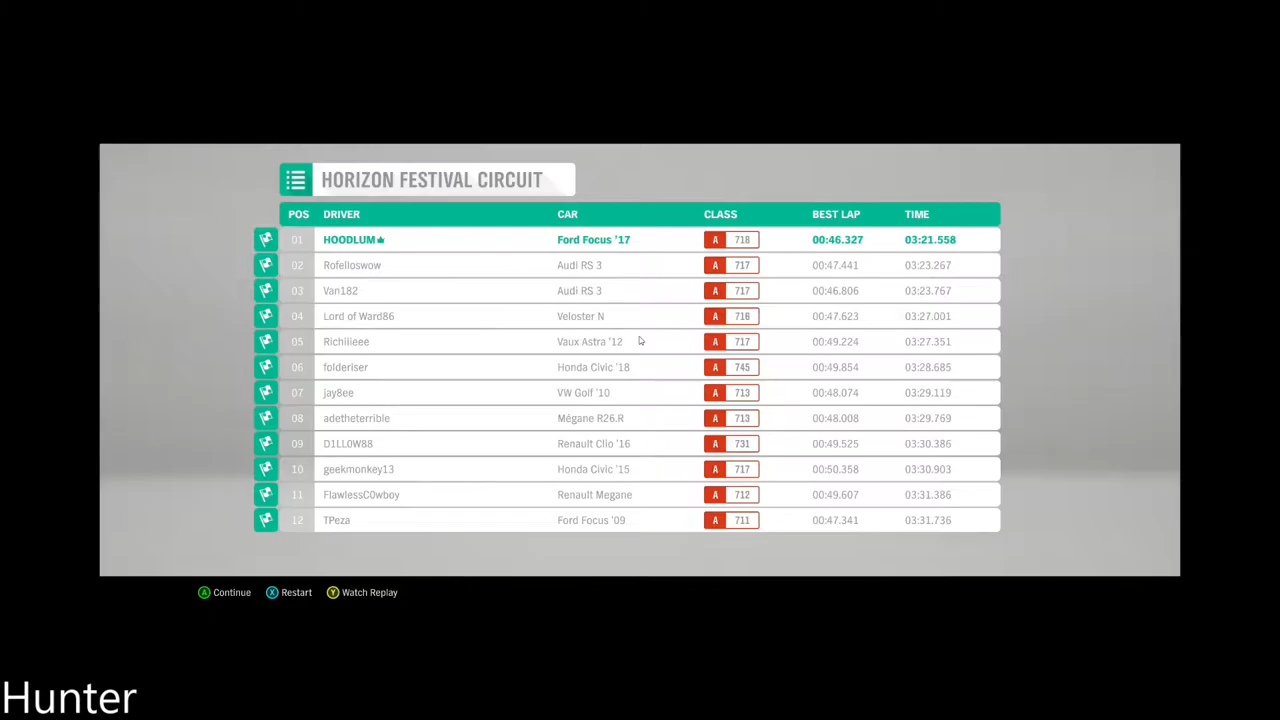 HORIZON FESTIVAL CIRCUIT
POS DRIVER CAR CLASS BEST LAP TIME
01 HOODLUM Ford Focus '17 A 718 00:46.327 03:21.558
02 Rofelloswow Audi RS 3 A 717 00:47.441 03:23.267
03 Van182 Audi RS 3 A 717 00:46.806 03:23.767
04 Lord of Ward86 Veloster N A 716 00:47.623 03:27.001
05 Richiiieee Vaux Astra '12 A 717 00:49.224 03:27.351
06 folderiser Honda Civic '18 A 745 00:49.854 03:28.685
07 jay8ee VW Golf '10 A 713 00:48.074 03:29.119
08 adetheterrible Mégane R26.R A 713 00:48.008 03:29.769
09 D1LL0W88 Renault Clio '16 A 731 00:49.525 03:30.386
10 geekmonkey13 Honda Civic '15 A 717 00:50.358 03:30.903
11 FlawlessC0wboy Renault Megane A 712 00:49.607 03:31.386
12 TPeza Ford Focus '09 A 711 00:47.341 03:31.736
A Continue X Restart Y Watch Replay
Hunter